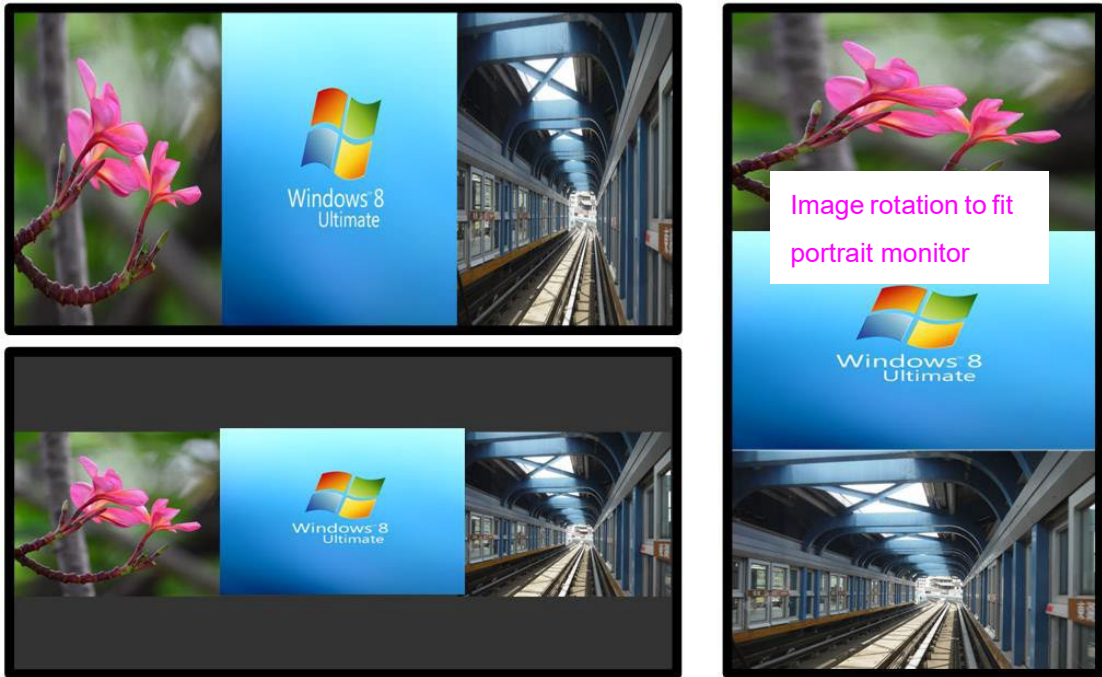 Windows 8
Ultimate
Image rotation to fit
portrait monitor
Windows 8
Ultimate
Windows 8
Ultimate